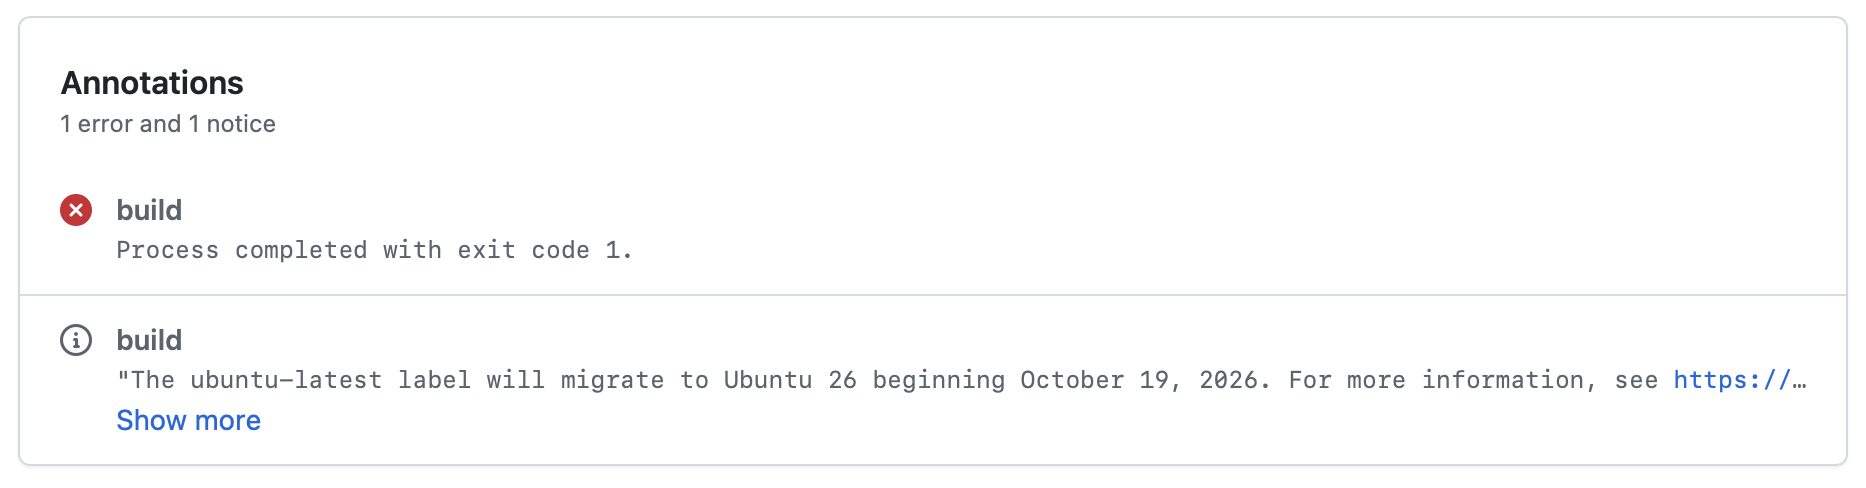 Annotations
1 error and 1 notice
build
Process completed with exit code 1.
build
"The ubuntu-latest label will migrate to Ubuntu 26 beginning October 19, 2026. For more information, see https://…
Show more